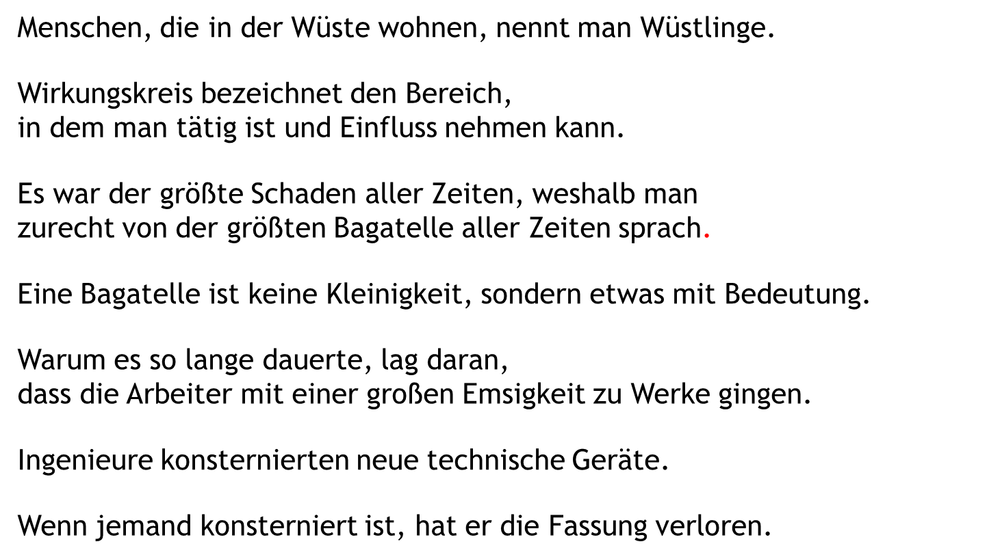 Menschen, die in der Wüste wohnen, nennt man Wüstlinge.
Wirkungskreis bezeichnet den Bereich,
in dem man tätig ist und Einfluss nehmen kann.
Es war der größte Schaden aller Zeiten, weshalb man
zurecht von der größten Bagatelle aller Zeiten sprach.
Eine Bagatelle ist keine Kleinigkeit, sondern etwas mit Bedeutung.
Warum es so lange dauerte, lag daran,
dass die Arbeiter mit einer großen Emsigkeit zu Werke gingen.
Ingenieure konsternierten neue technische Geräte.
Wenn jemand konsterniert ist, hat er die Fassung verloren.